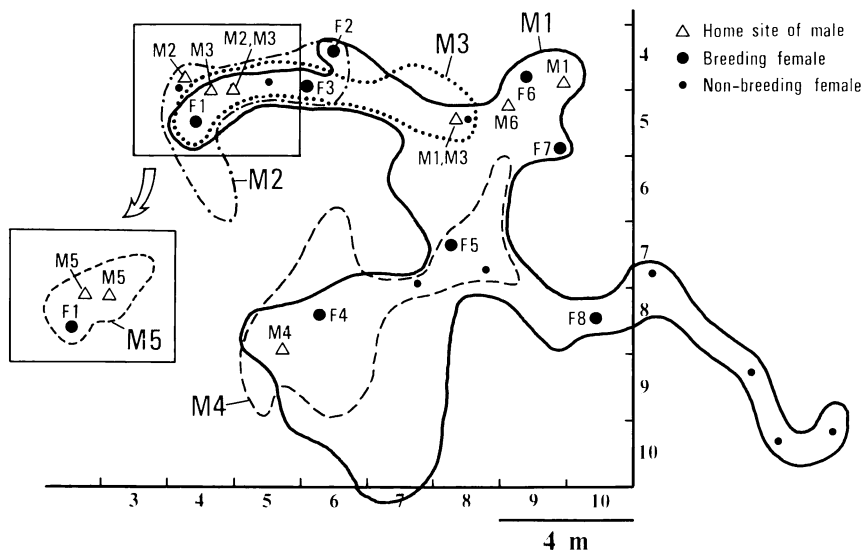 M1
△ Home site of male
● Breeding female
• Non-breeding female
F2
M3
M2
M3
M2,M3
F1
F3
M1
F6
M6
M1,M3
F7
M2
4
5
6
7
8
9
10
F5
M5
M5
F1
M5
F4
M4
F8
M4
3
4
5
6
7
8
9
10
4 m